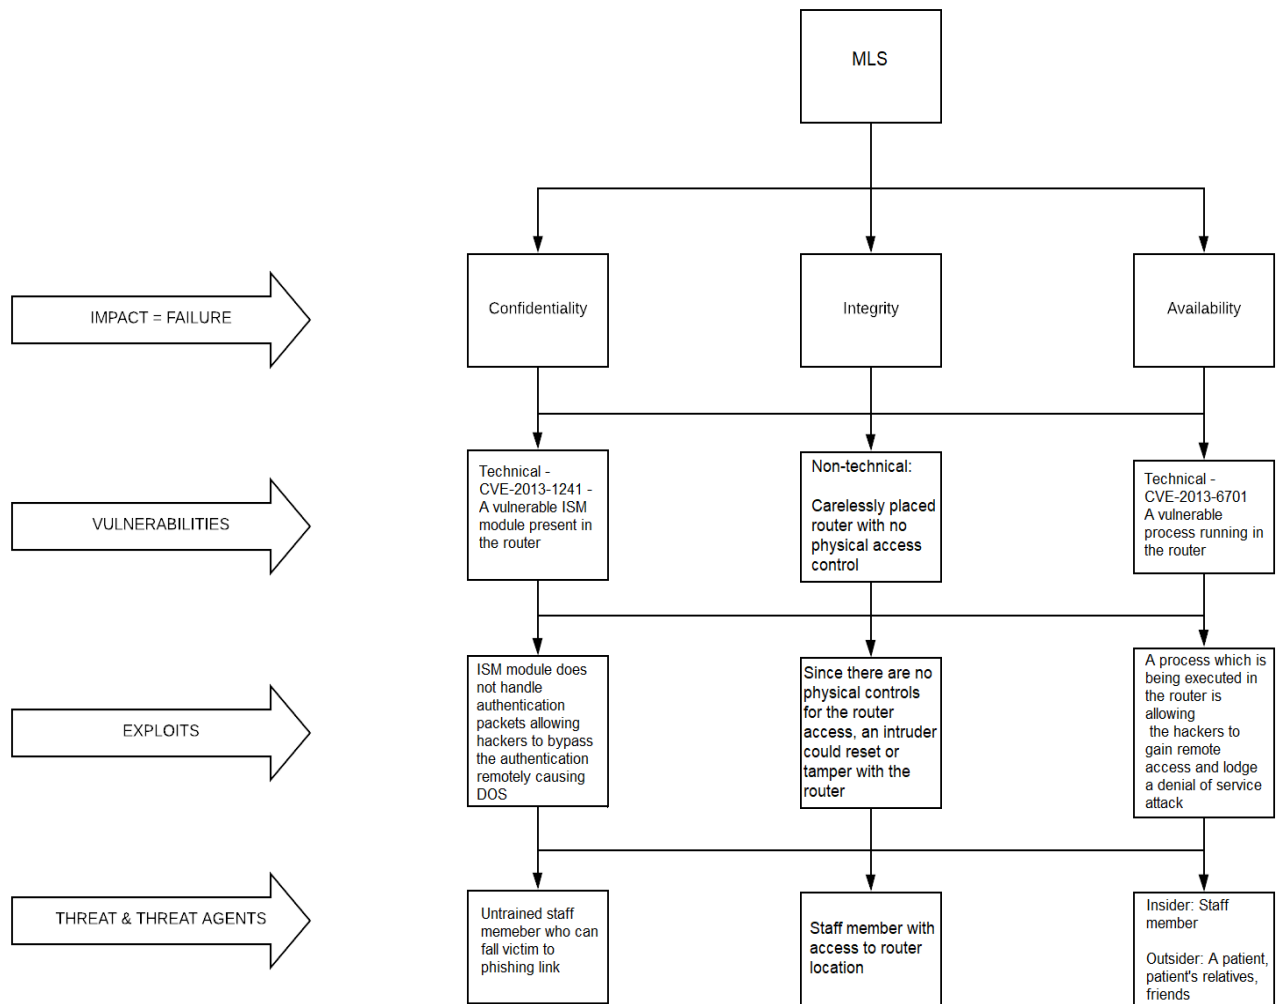 MLS
IMPACT = FAILURE
Confidentiality
Integrity
Availability
VULNERABILITIES
Technical -
CVE-2013-1241 -
A vulnerable ISM
module present in
the router
Non-technical:
Carelessly placed
router with no
physical access
control
Technical -
CVE-2013-6701
A vulnerable
process running in
the router
EXPLOITS
ISM module does
not handle
authentication
packets allowing
hackers to bypass
the authentication
remotely causing
DOS
Since there are no
physical controls
for the router
access, an intruder
could reset or
tamper with the
router
A process which is
being executed in
the router is
allowing
the hackers to
gain remote
access and lodge
a denial of service
attack
THREAT & THREAT AGENTS
Untrained staff
memeber who can
fall victim to
phishing link
Staff member with
access to router
location
Insider: Staff
member
Outsider: A patient,
patient's relatives,
friends